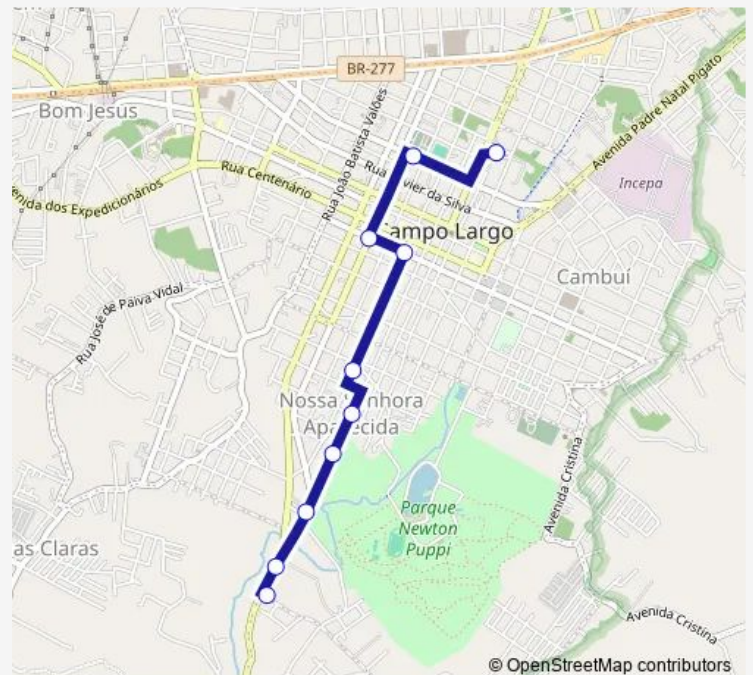 BR-277
Bom Jesus
Avenida Padre Natal Pigato
Rua João Batista Valões
Rua Centenário
Rua
vier da Silva
Incepa
enida dos Expedicionários
ampo Largo
Cambuí
Rua José de Paiva Vidal
Nossa
nhora
Apa
ecida
Parque
Newton
Puppi
Avenida Cristina
as Claras
Avenida Cristina
© OpenStreetMap contributors